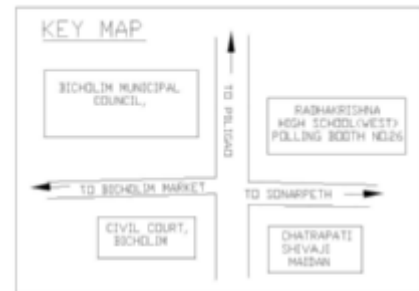 KEY MAP
BICHOLIM MUNICIPAL
COUNCIL,
TO
RADHAKRISHNA
HIGH SCHOOL(WEST)
POLLING BOOTH NO.26
TO BICHOLIM MARKET
TO SONARPETH
CIVIL COURT,
BICHOLIM
CHATRAPATI
SHIVAJI
MAIDAN